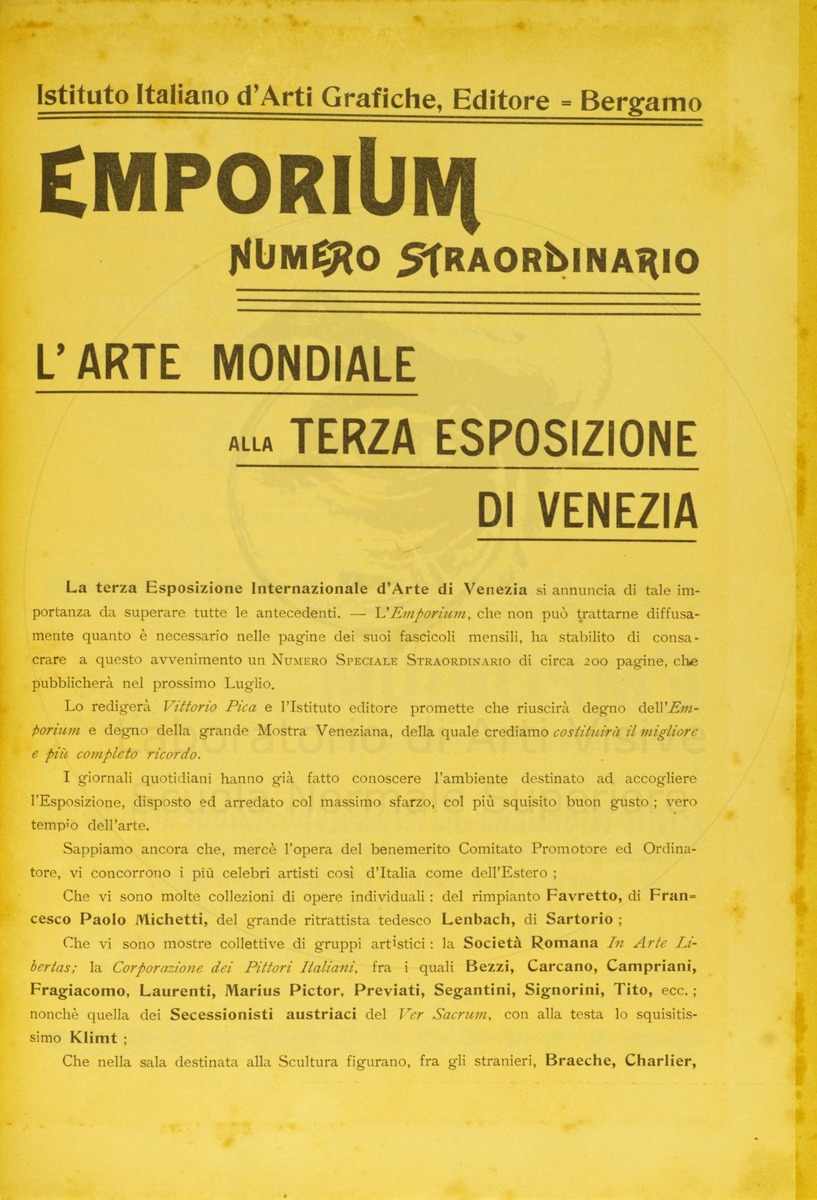 Istituto Italiano d'Arti Grafiche, Editore = Bergamo
EMPORIUM
NUMERO STRAORDINARIO
L'ARTE MONDIALE
ALLA TERZA ESPOSIZIONE
DI VENEZIA
La terza Esposizione Internazionale d'Arte di Venezia si annuncia di tale im-
portanza da superare tutte le antecedenti. — L'Emporium, che non può trattarne diffusa-
mente quanto è necessario nelle pagine dei suoi fascicoli mensili, ha stabilito di consa-
crare a questo avvenimento un NUMERO SPECIALE STRAORDINARIO di circa 200 pagine, che
pubblicherà nel prossimo Luglio.
Lo redigerà Vittorio Pica e l'Istituto editore promette che riuscirà degno dell'Em-
porium e degno della grande Mostra Veneziana, della quale crediamo costituirà il migliore
e più completo ricordo.
I giornali quotidiani hanno già fatto conoscere l'ambiente destinato ad accogliere
l'Esposizione, disposto ed arredato col massimo sfarzo, col più squisito buon gusto ; vero
tempio dell'arte.
Sappiamo ancora che, mercè l'opera del benemerito Comitato Promotore ed Ordina-
tore, vi concorrono i più celebri artisti così d'Italia come dell'Estero ;
Che vi sono molte collezioni di opere individuali : del rimpianto Favretto, di Fran=
cesco Paolo Michetti, del grande ritrattista tedesco Lenbach, di Sartorio ;
Che vi sono mostre collettive di gruppi artistici : la Società Romana In Arte Li-
bertas; la Corporazione dei Pittori Italiani, fra i quali Bezzi, Carcano, Campriani,
Fragiacomo, Laurenti, Marius Pictor, Previati, Segantini, Signorini, Tito, ecc. ;
nonchè quella dei Secessionisti austriaci del Ver Sacrum, con alla testa lo squisitis-
simo Klimt ;
Che nella sala destinata alla Scultura figurano, fra gli stranieri, Braeche, Charlier,